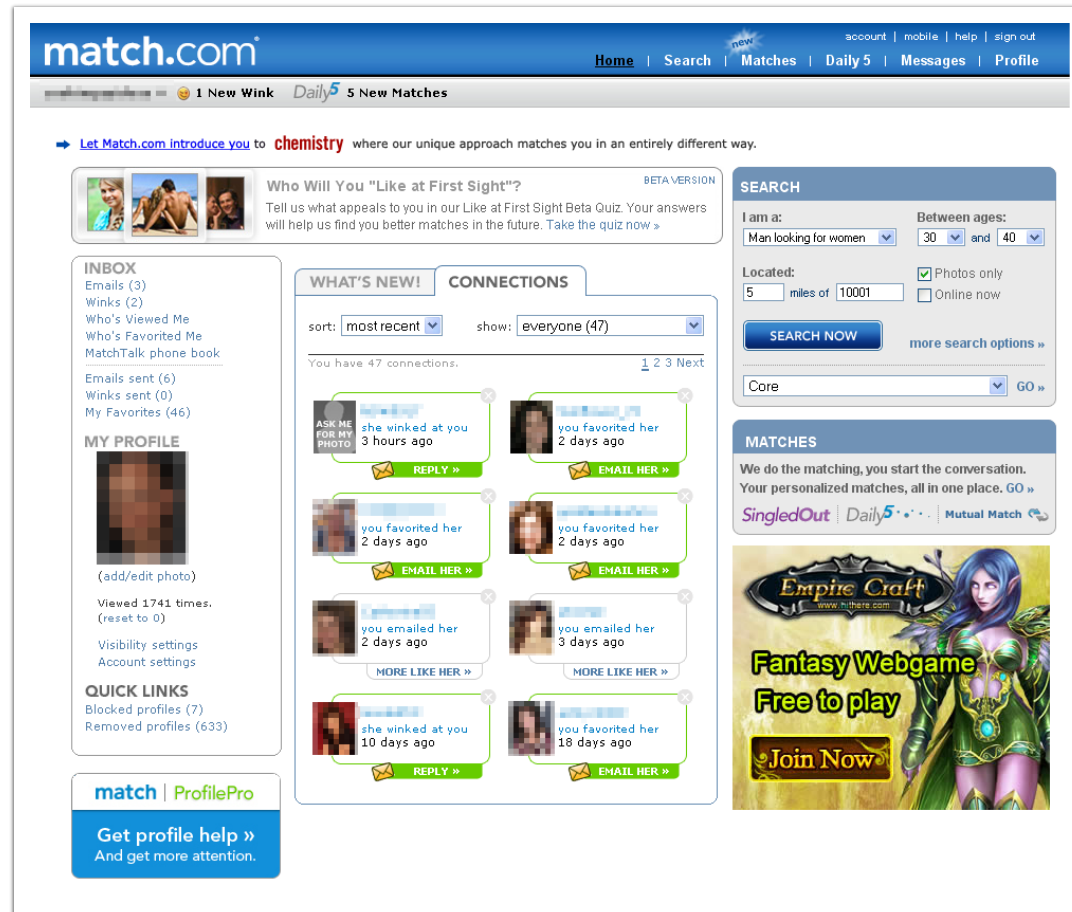 match.com
account | mobile | help | sign out
new
Home | Search | Matches | Daily 5 | Messages | Profile
1 New Wink Daily5 5 New Matches
Let Match.com introduce you to chemistry where our unique approach matches you in an entirely different way.
Who Will You "Like at First Sight"?
BETA VERSION
Tell us what appeals to you in our Like at First Sight Beta Quiz. Your answers
will help us find you better matches in the future. Take the quiz now »
INBOX
Emails (3)
Winks (2)
Who's Viewed Me
Who's Favorited Me
MatchTalk phone book
Emails sent (6)
Winks sent (0)
My Favorites (46)
MY PROFILE
(add/edit photo)
Viewed 1741 times.
(reset to 0)
Visibility settings
Account settings
QUICK LINKS
Blocked profiles (7)
Removed profiles (633)
match | ProfilePro
Get profile help »
And get more attention.
WHAT'S NEW! CONNECTIONS
sort: most recent show: everyone (47)
You have 47 connections. 1 2 3 Next
ASK ME
FOR MY
PHOTO
she winked at you
3 hours ago
REPLY »
you favorited her
2 days ago
EMAIL HER »
you favorited her
2 days ago
EMAIL HER »
you favorited her
2 days ago
EMAIL HER »
you emailed her
2 days ago
MORE LIKE HER »
you emailed her
3 days ago
MORE LIKE HER »
she winked at you
10 days ago
REPLY »
you favorited her
18 days ago
EMAIL HER »
SEARCH
I am a: Between ages:
Man looking for women 30 and 40
Located: Photos only
5 miles of 10001 Online now
SEARCH NOW more search options »
Core GO »
MATCHES
We do the matching, you start the conversation.
Your personalized matches, all in one place. GO »
SingledOut | Daily5 | Mutual Match
Empire Craft
www.hithere.com
Fantasy Webgame
Free to play
Join Now